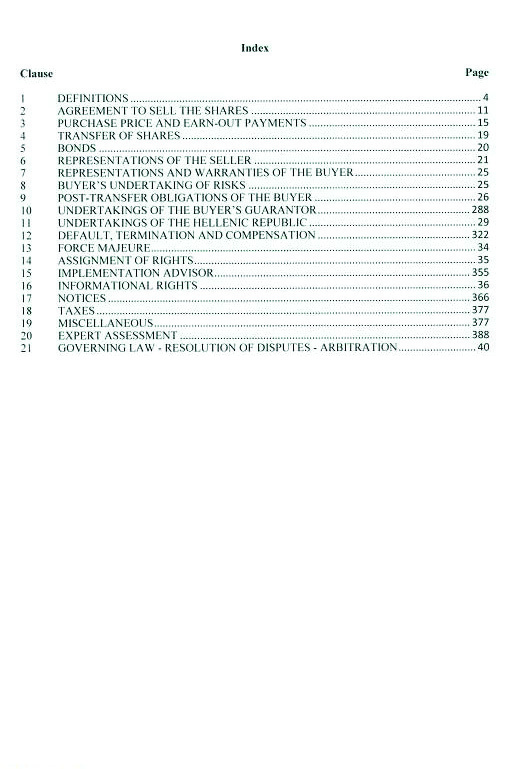 Index
Clause Page
1 DEFINITIONS 4
2 AGREEMENT TO SELL THE SHARES 11
3 PURCHASE PRICE AND EARN-OUT PAYMENTS 15
4 TRANSFER OF SHARES 19
5 BONDS 20
6 REPRESENTATIONS OF THE SELLER 21
7 REPRESENTATIONS AND WARRANTIES OF THE BUYER 25
8 BUYER'S UNDERTAKING OF RISKS 25
9 POST-TRANSFER OBLIGATIONS OF THE BUYER 26
10 UNDERTAKINGS OF THE BUYER'S GUARANTOR 288
11 UNDERTAKINGS OF THE HELLENIC REPUBLIC 29
12 DEFAULT, TERMINATION AND COMPENSATION 322
13 FORCE MAJEURE 34
14 ASSIGNMENT OF RIGHTS 35
15 IMPLEMENTATION ADVISOR 355
16 INFORMATIONAL RIGHTS 36
17 NOTICES 366
18 TAXES 377
19 MISCELLANEOUS 377
20 EXPERT ASSESSMENT 388
21 GOVERNING LAW - RESOLUTION OF DISPUTES - ARBITRATION 40